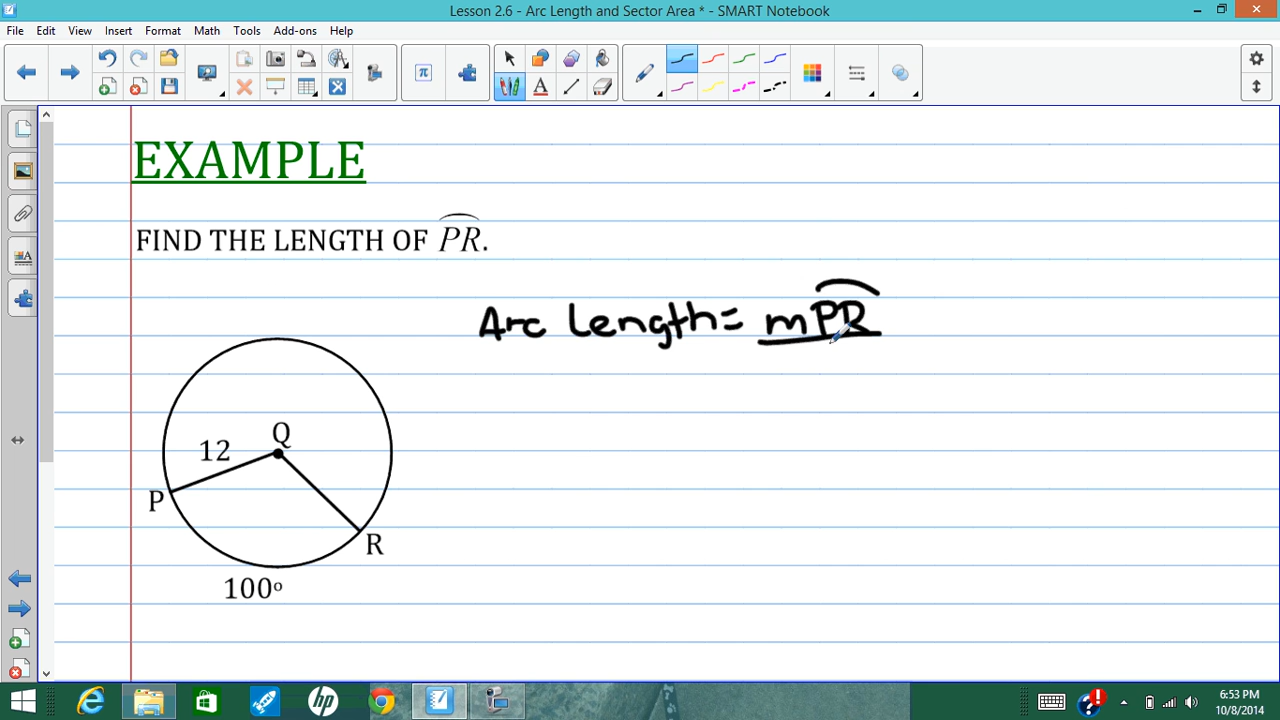 Lesson 2.6 - Arc Length and Sector Area * - SMART Notebook
File Edit View Insert Format Math Tools Add-ons Help
π A
EXAMPLE
FIND THE LENGTH OF PR.
Arc Length = mPR
Q
12
P
R
100°
hp
6:53 PM
10/8/2014